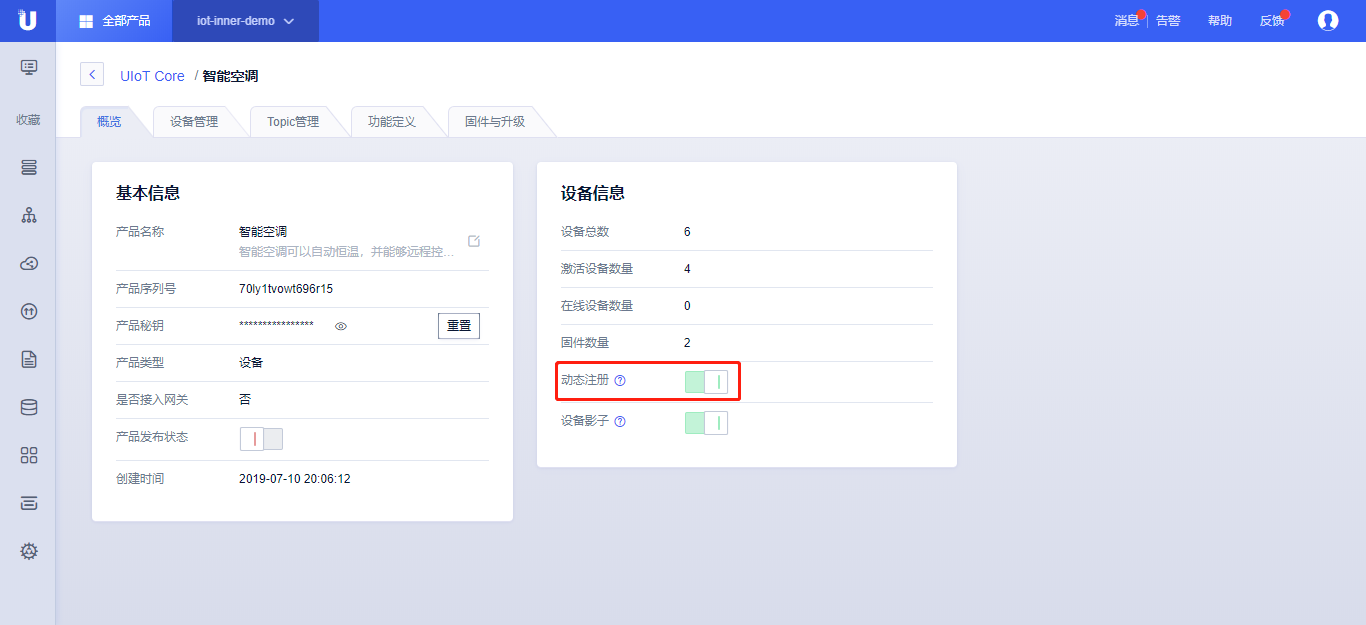 U 全部产品 iot-inner-demo 消息 告警 帮助 反馈
收藏
UIoT Core / 智能空调
概览 设备管理 Topic管理 功能定义 固件与升级
基本信息
产品名称 智能空调
智能空调可以自动恒温，并能够远程控...
产品序列号 70ly1tvowt696r15
产品秘钥 *************** 重置
产品类型 设备
是否接入网关 否
产品发布状态
创建时间 2019-07-10 20:06:12
设备信息
设备总数 6
激活设备数量 4
在线设备数量 0
固件数量 2
动态注册 ?
设备影子 ?